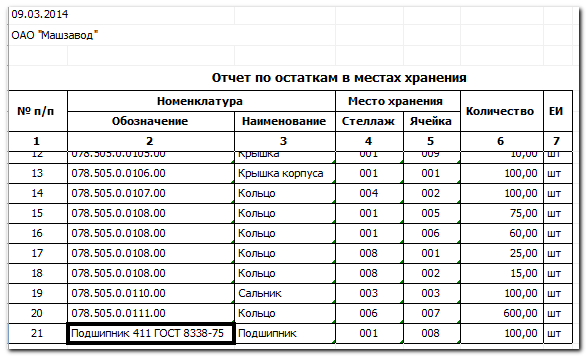 09.03.2014
ОАО "Машзавод"
Отчет по остаткам в местах хранения
№ п/п Номенклатура Место хранения Количество ЕИ
Обозначение Наименование Стеллаж Ячейка
1 2 3 4 5 6 7
12 078.505.0.0105.00 Крышка 001 009 10,00 шт
13 078.505.0.0106.00 Крышка корпуса 001 001 100,00 шт
14 078.505.0.0107.00 Кольцо 004 002 100,00 шт
15 078.505.0.0108.00 Кольцо 001 005 75,00 шт
16 078.505.0.0108.00 Кольцо 001 006 60,00 шт
17 078.505.0.0108.00 Кольцо 008 001 25,00 шт
18 078.505.0.0108.00 Кольцо 008 002 15,00 шт
19 078.505.0.0110.00 Сальник 003 003 100,00 шт
20 078.505.0.0111.00 Кольцо 006 007 600,00 шт
21 Подшипник 411 ГОСТ 8338-75 Подшипник 001 008 100,00 шт